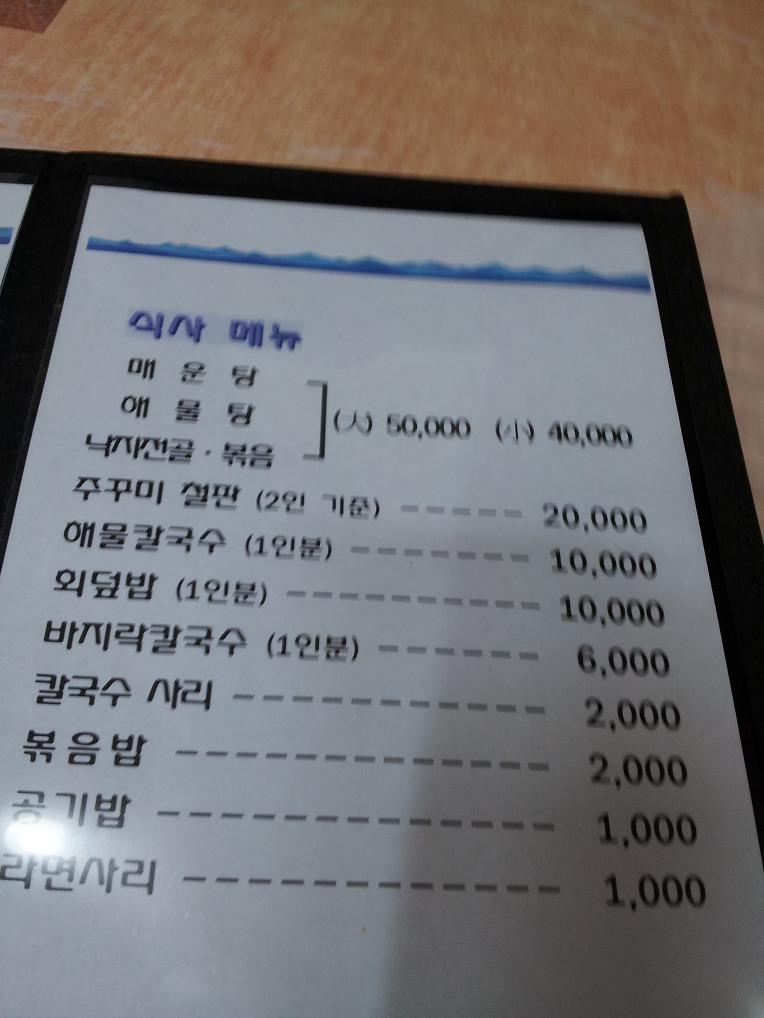 식사 메뉴
매 운 탕
해 물 탕
(大) 50,000 (小) 40,000
낙지전골 · 볶음
주꾸미 철판 (2인 기준) ----- 20,000
해물칼국수 (1인분) ------- 10,000
회덮밥 (1인분) ---------- 10,000
바지락칼국수 (1인분) ------ 6,000
칼국수 사리 ------------ 2,000
볶음밥 -------------- 2,000
공기밥 -------------- 1,000
라면사리 ------------- 1,000